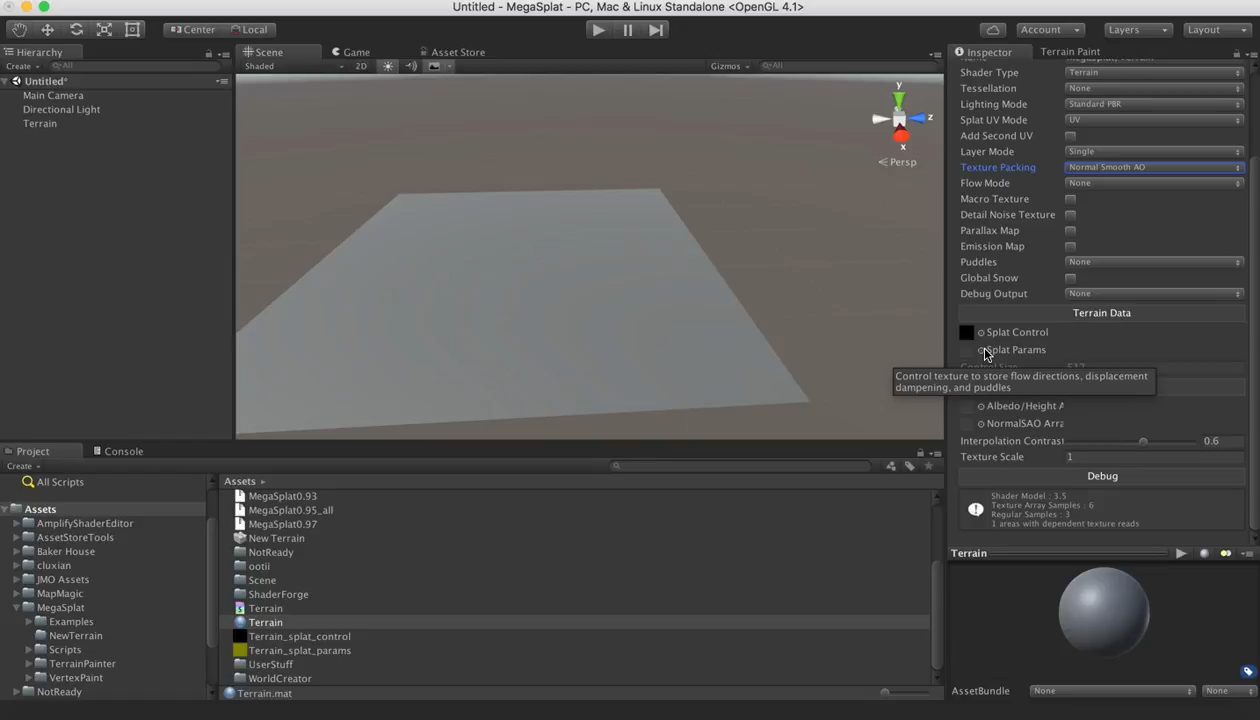 Untitled - MegaSplat - PC, Mac & Linux Standalone <OpenGL 4.1>
Center
Local
Account
Layers
Layout
Hierarchy
Create
All
Untitled*
Main Camera
Directional Light
Terrain
Scene
Game
Asset Store
Shaded
2D
Gizmos
All
y
z
x
Persp
Inspector
Terrain Paint
Shader Type
Terrain
Tessellation
None
Lighting Mode
Standard PBR
Splat UV Mode
UV
Add Second UV
Layer Mode
Single
Texture Packing
Normal Smooth AO
Flow Mode
None
Macro Texture
Detail Noise Texture
Parallax Map
Emission Map
Puddles
None
Global Snow
Debug Output
None
Terrain Data
Splat Control
Splat Params
Control texture to store flow directions, displacement
dampening, and puddles
Albedo/Height A
NormalSAO Arra
Interpolation Contrast
0.6
Texture Scale
1
Debug
Shader Model : 3.5
Texture Array Samples : 6
Regular Samples : 3
1 areas with dependent texture reads
Terrain
AssetBundle
None
None
Project
Console
Create
All Scripts
Assets
AmplifyShaderEditor
AssetStoreTools
Baker House
cluxian
JMO Assets
MapMagic
MegaSplat
Examples
NewTerrain
Scripts
TerrainPainter
VertexPaint
NotReady
Assets
MegaSplat0.93
MegaSplat0.95_all
MegaSplat0.97
New Terrain
NotReady
ootii
Scene
ShaderForge
Terrain
Terrain
Terrain_splat_control
Terrain_splat_params
UserStuff
WorldCreator
Terrain.mat